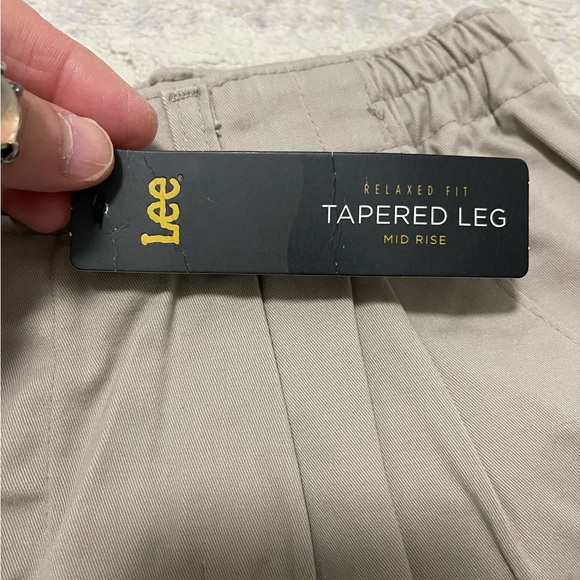 Lee
RELAXED FIT
TAPERED LEG
MID RISE